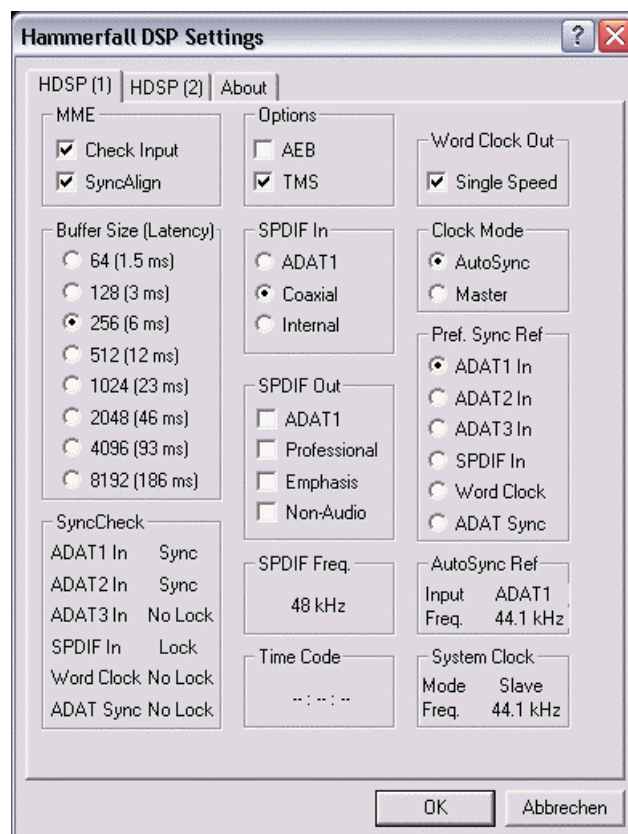 Hammerfall DSP Settings
HDSP (1)
HDSP (2)
About
MME
Check Input
SyncAlign
Options
AEB
TMS
Word Clock Out
Single Speed
Buffer Size (Latency)
64 (1.5 ms)
128 (3 ms)
256 (6 ms)
512 (12 ms)
1024 (23 ms)
2048 (46 ms)
4096 (93 ms)
8192 (186 ms)
SPDIF In
ADAT1
Coaxial
Internal
Clock Mode
AutoSync
Master
Pref. Sync Ref
ADAT1 In
ADAT2 In
ADAT3 In
SPDIF In
Word Clock
ADAT Sync
SPDIF Out
ADAT1
Professional
Emphasis
Non-Audio
SyncCheck
ADAT1 In Sync
ADAT2 In Sync
ADAT3 In No Lock
SPDIF In Lock
Word Clock No Lock
ADAT Sync No Lock
SPDIF Freq.
48 kHz
AutoSync Ref
Input ADAT1
Freq. 44.1 kHz
Time Code
-- : -- : --
System Clock
Mode Slave
Freq. 44.1 kHz
OK
Abbrechen